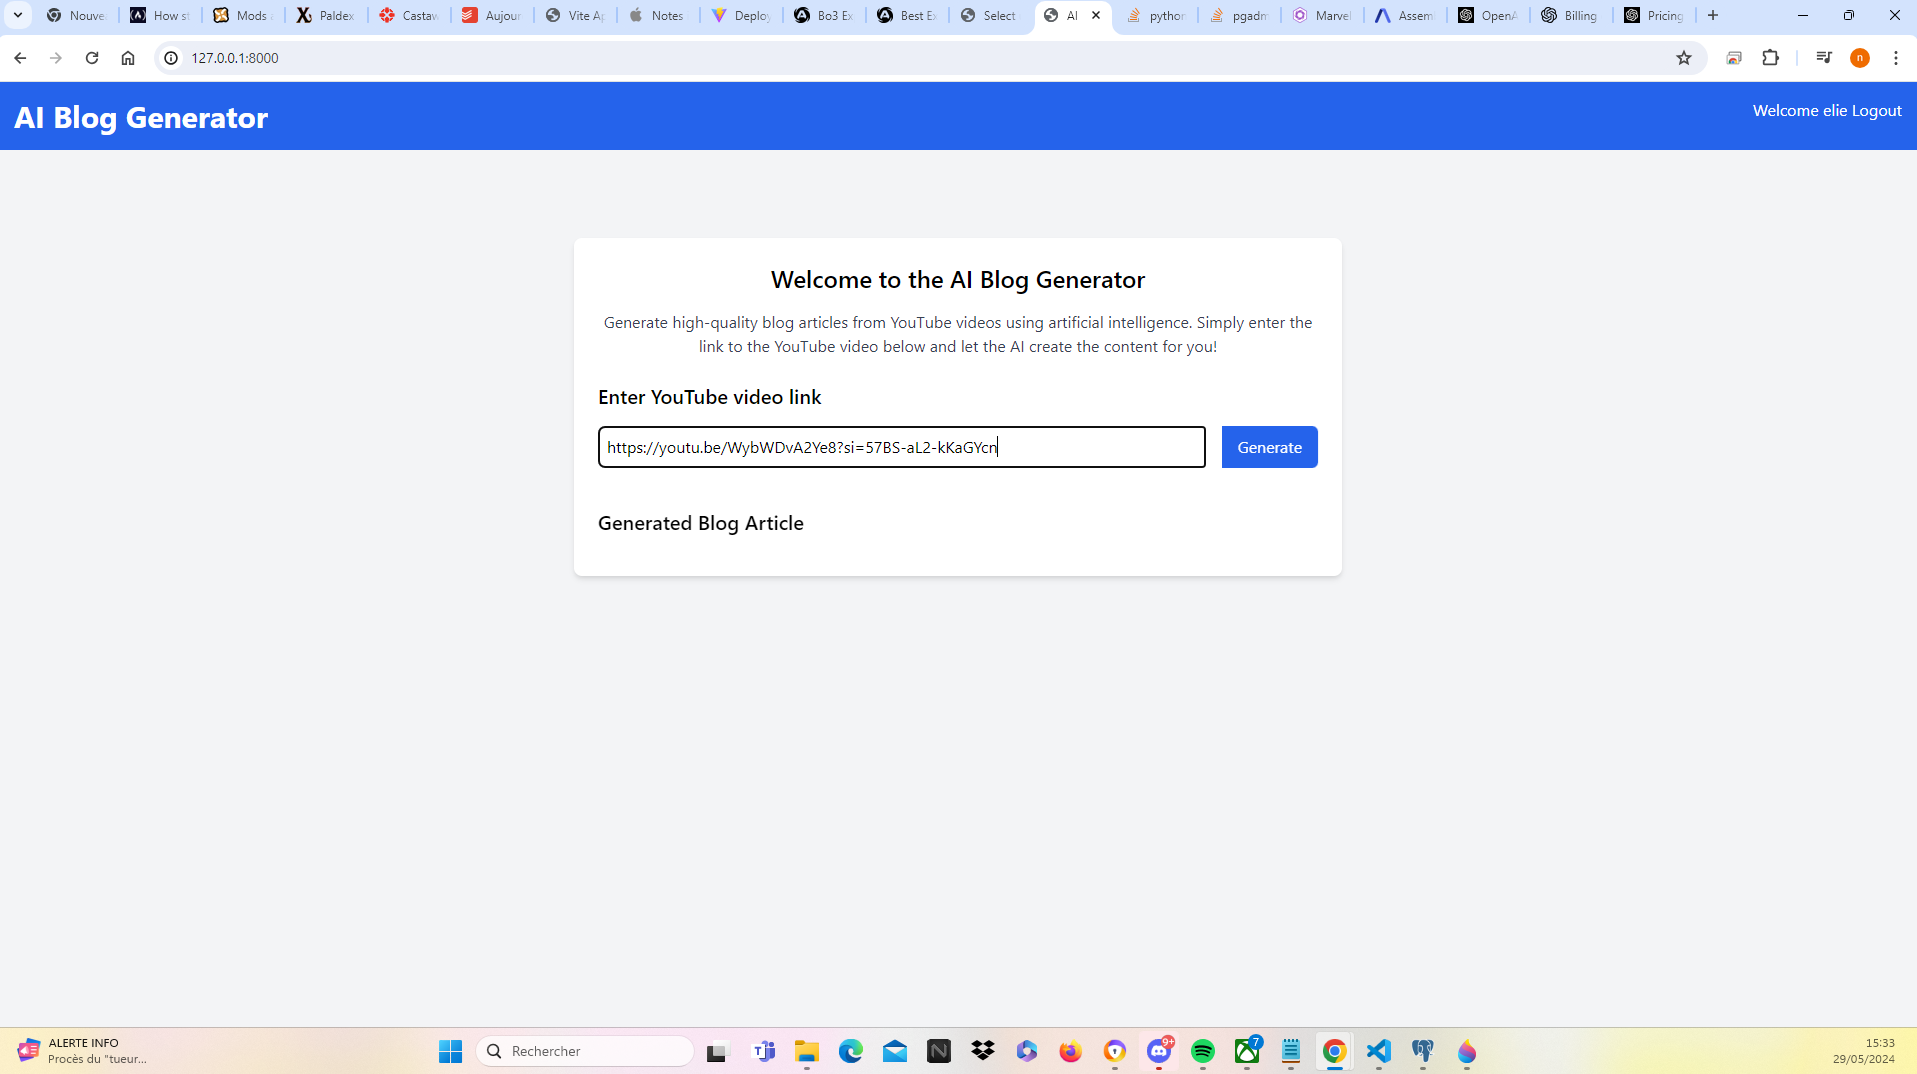 Nouve
How st
Mods
Paldex
Castaw
Aujour
Vite Ap
Notes
Deploy
Bo3 Ex
Best Ex
Select
AI
python
pgadm
Marvel
Assem
OpenA
Billing
Pricing
127.0.0.1:8000
n
AI Blog Generator
Welcome elie Logout
Welcome to the AI Blog Generator
Generate high-quality blog articles from YouTube videos using artificial intelligence. Simply enter the
link to the YouTube video below and let the AI create the content for you!
Enter YouTube video link
https://youtu.be/WybWDvA2Ye8?si=57BS-aL2-kKaGYcn
Generate
Generated Blog Article
ALERTE INFO
Procès du "tueur...
Rechercher
9+
7
15:33
29/05/2024